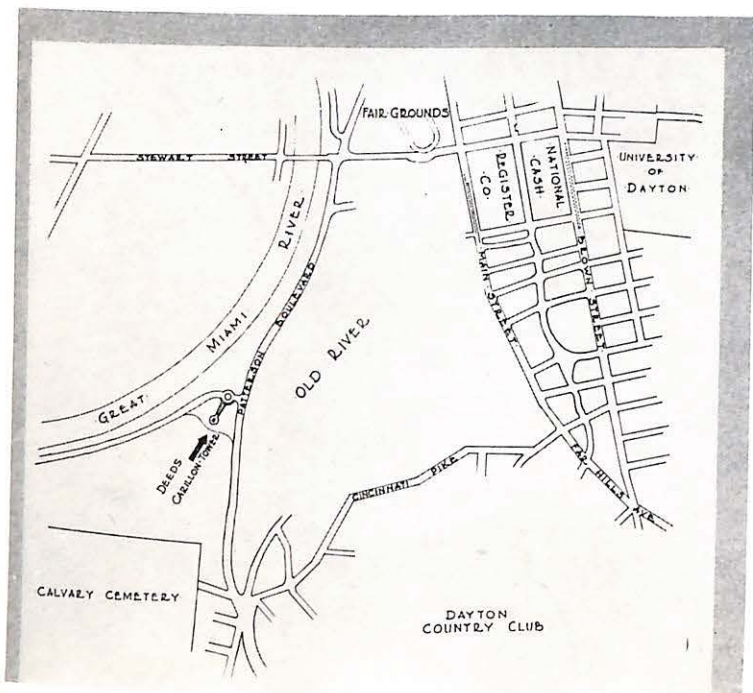 FAIR·GROUNDS
STEWART STREET
NATIONAL
CASH
REGISTER
CO.
UNIVERSITY
OF
DAYTON
GREAT MIAMI RIVER
PATTERSON BOULEVARD
OLD RIVER
MAIN STREET
BROWN STREET
DEEDS
CARILLON·TOWER
CINCINNATI PIKE
FAR HILLS AVE
CALVARY CEMETERY
DAYTON
COUNTRY CLUB